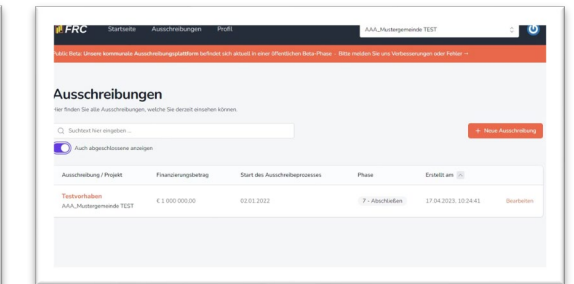 FRC Startseite Ausschreibungen Profil AAA_Mustergemeinde TEST
Public Beta: Unsere kommunale Ausschreibungsplattform befindet sich aktuell in einer öffentlichen Beta-Phase – Bitte melden Sie uns Verbesserungen oder Fehler →
Ausschreibungen
Hier finden Sie alle Ausschreibungen, welche Sie derzeit einsehen können.
Suchtext hier eingeben ...
+ Neue Ausschreibung
Auch abgeschlossene anzeigen
Ausschreibung / Projekt Finanzierungsbetrag Start des Ausschreibeprozesses Phase Erstellt am
Testvorhaben
AAA_Mustergemeinde TEST
€ 1 000 000,00 02.01.2022 7 - Abschließen 17.04.2023, 10:24:41 Bearbeiten